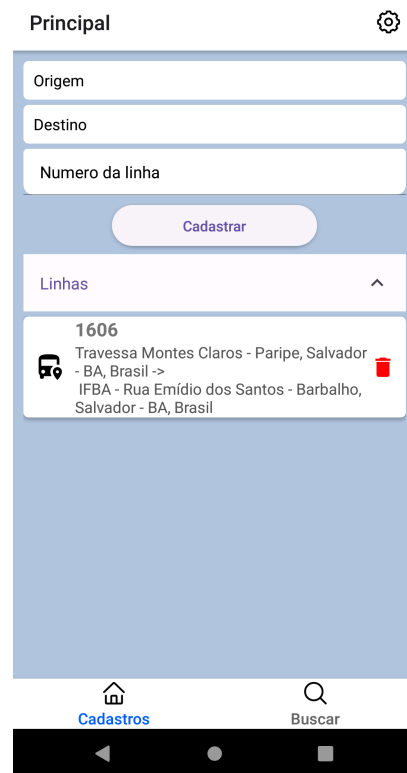 Principal
Origem
Destino
Numero da linha
Cadastrar
Linhas
1606
Travessa Montes Claros - Paripe, Salvador
- BA, Brasil ->
IFBA - Rua Emídio dos Santos - Barbalho,
Salvador - BA, Brasil
Cadastros
Buscar